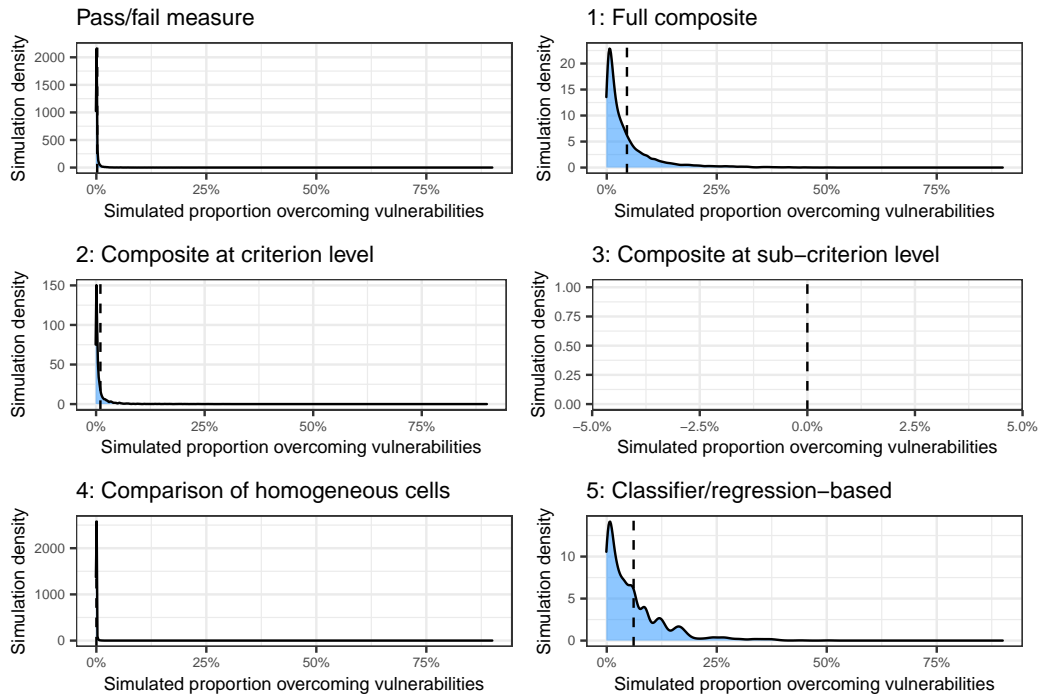 Pass/fail measure
Simulation density
2000
1500
1000
500
0
0% 25% 50% 75%
Simulated proportion overcoming vulnerabilities
1: Full composite
Simulation density
20
15
10
5
0
0% 25% 50% 75%
Simulated proportion overcoming vulnerabilities
2: Composite at criterion level
Simulation density
150
100
50
0
0% 25% 50% 75%
Simulated proportion overcoming vulnerabilities
3: Composite at sub−criterion level
Simulation density
1.00
0.75
0.50
0.25
0.00
−5.0% −2.5% 0.0% 2.5% 5.0%
Simulated proportion overcoming vulnerabilities
4: Comparison of homogeneous cells
Simulation density
2000
1000
0
0% 25% 50% 75%
Simulated proportion overcoming vulnerabilities
5: Classifier/regression−based
Simulation density
10
5
0
0% 25% 50% 75%
Simulated proportion overcoming vulnerabilities